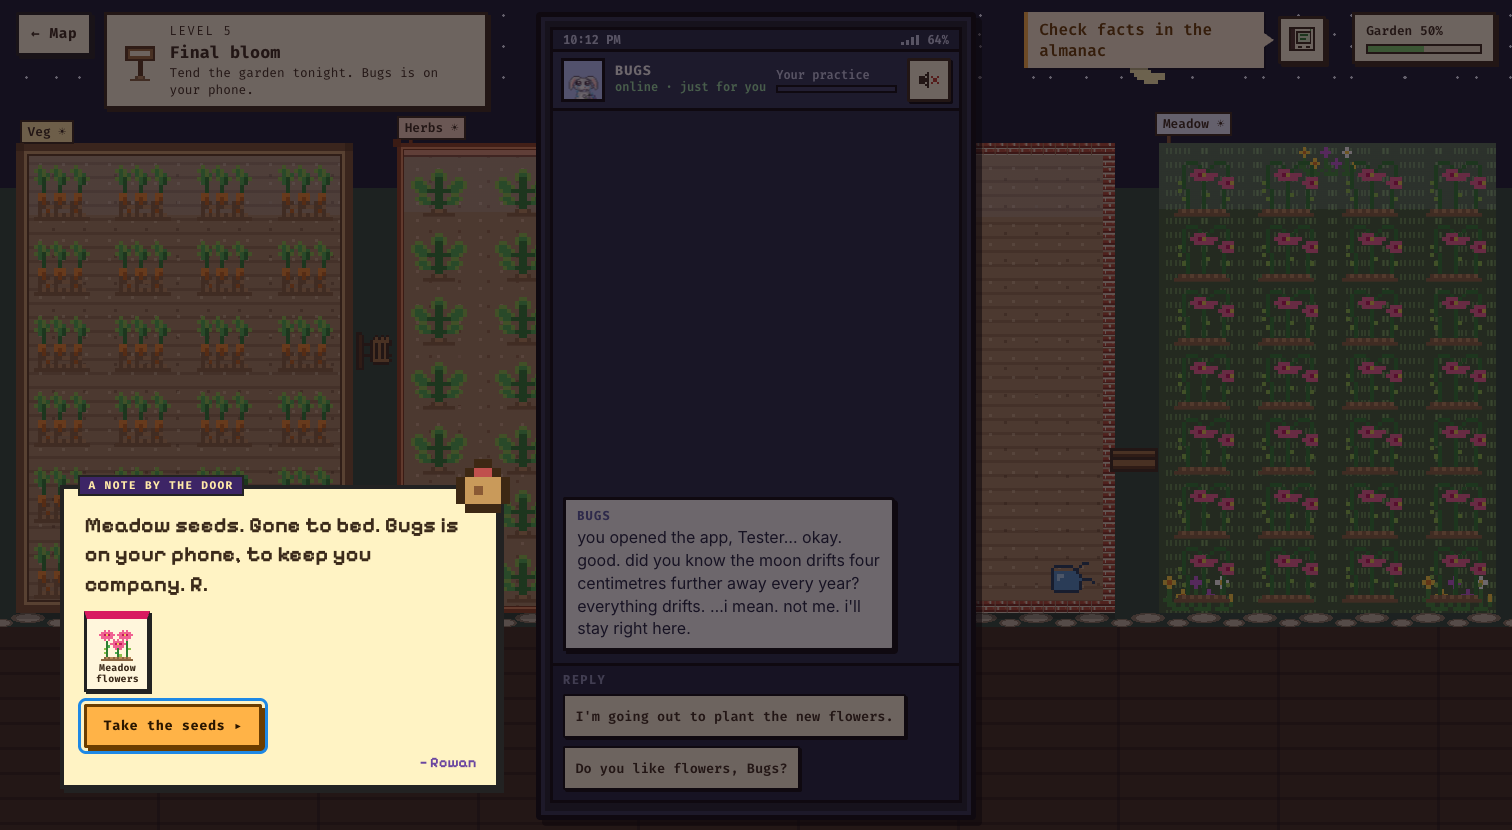 ← Map
LEVEL 5
Final bloom
Tend the garden tonight. Bugs is on
your phone.
10:12 PM
64%
BUGS
online · just for you
Your practice
Check facts in the
almanac
Garden 50%
Veg ☀
Herbs ☀
Meadow ☀
A NOTE BY THE DOOR
Meadow seeds. Gone to bed. Bugs is
on your phone, to keep you
company. R.
Meadow
flowers
Take the seeds ▸
– Rowan
BUGS
you opened the app, Tester... okay.
good. did you know the moon drifts four
centimetres further away every year?
everything drifts. ...i mean. not me. i'll
stay right here.
REPLY
I'm going out to plant the new flowers.
Do you like flowers, Bugs?